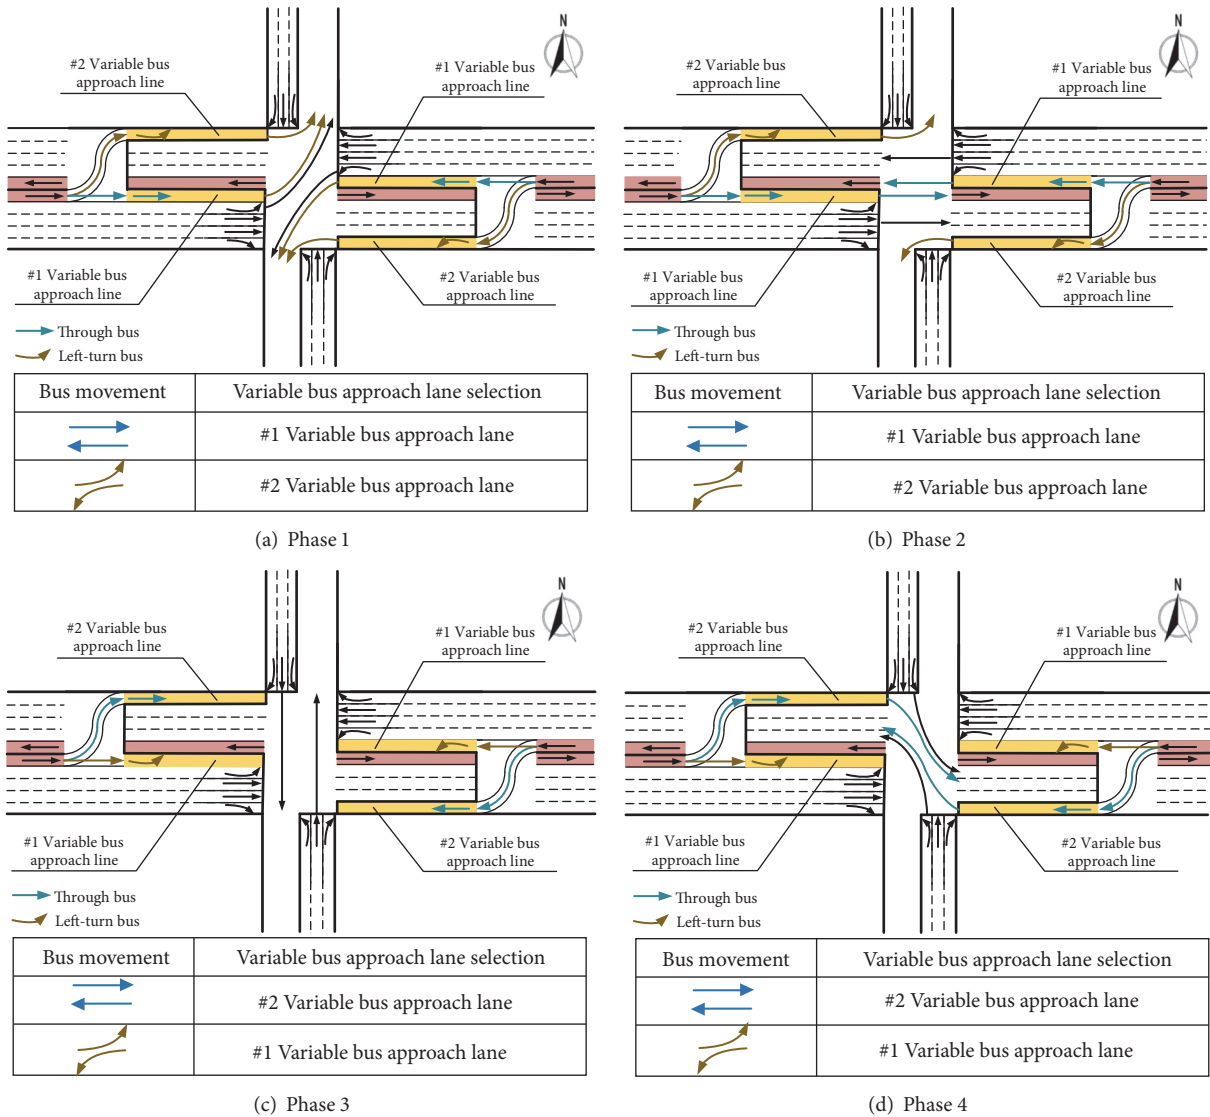 N
#2 Variable bus
approach line
#1 Variable bus
approach line
#1 Variable bus
approach line
#2 Variable bus
approach line
Through bus
Left-turn bus
Bus movement
Variable bus approach lane selection
#1 Variable bus approach lane
#2 Variable bus approach lane
(a) Phase 1
N
#2 Variable bus
approach line
#1 Variable bus
approach line
#1 Variable bus
approach line
#2 Variable bus
approach line
Through bus
Left-turn bus
Bus movement
Variable bus approach lane selection
#1 Variable bus approach lane
#2 Variable bus approach lane
(b) Phase 2
N
#2 Variable bus
approach line
#1 Variable bus
approach line
#1 Variable bus
approach line
#2 Variable bus
approach line
Through bus
Left-turn bus
Bus movement
Variable bus approach lane selection
#2 Variable bus approach lane
#1 Variable bus approach lane
(c) Phase 3
N
#2 Variable bus
approach line
#1 Variable bus
approach line
#1 Variable bus
approach line
#2 Variable bus
approach line
Through bus
Left-turn bus
Bus movement
Variable bus approach lane selection
#2 Variable bus approach lane
#1 Variable bus approach lane
(d) Phase 4